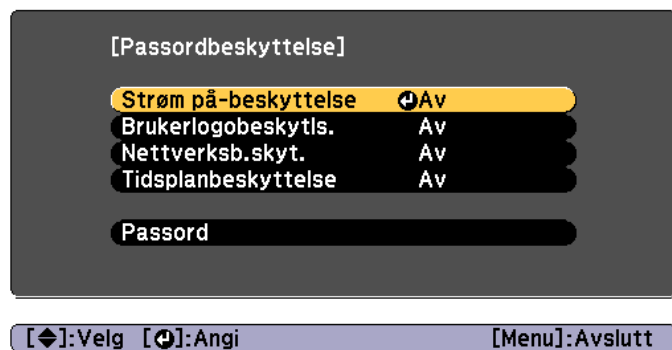 [Passordbeskyttelse]
Strøm på-beskyttelse Av
Brukerlogobeskytls. Av
Nettverksb.skyt. Av
Tidsplanbeskyttelse Av
Passord
[◆]:Velg [⏎]:Angi [Menu]:Avslutt